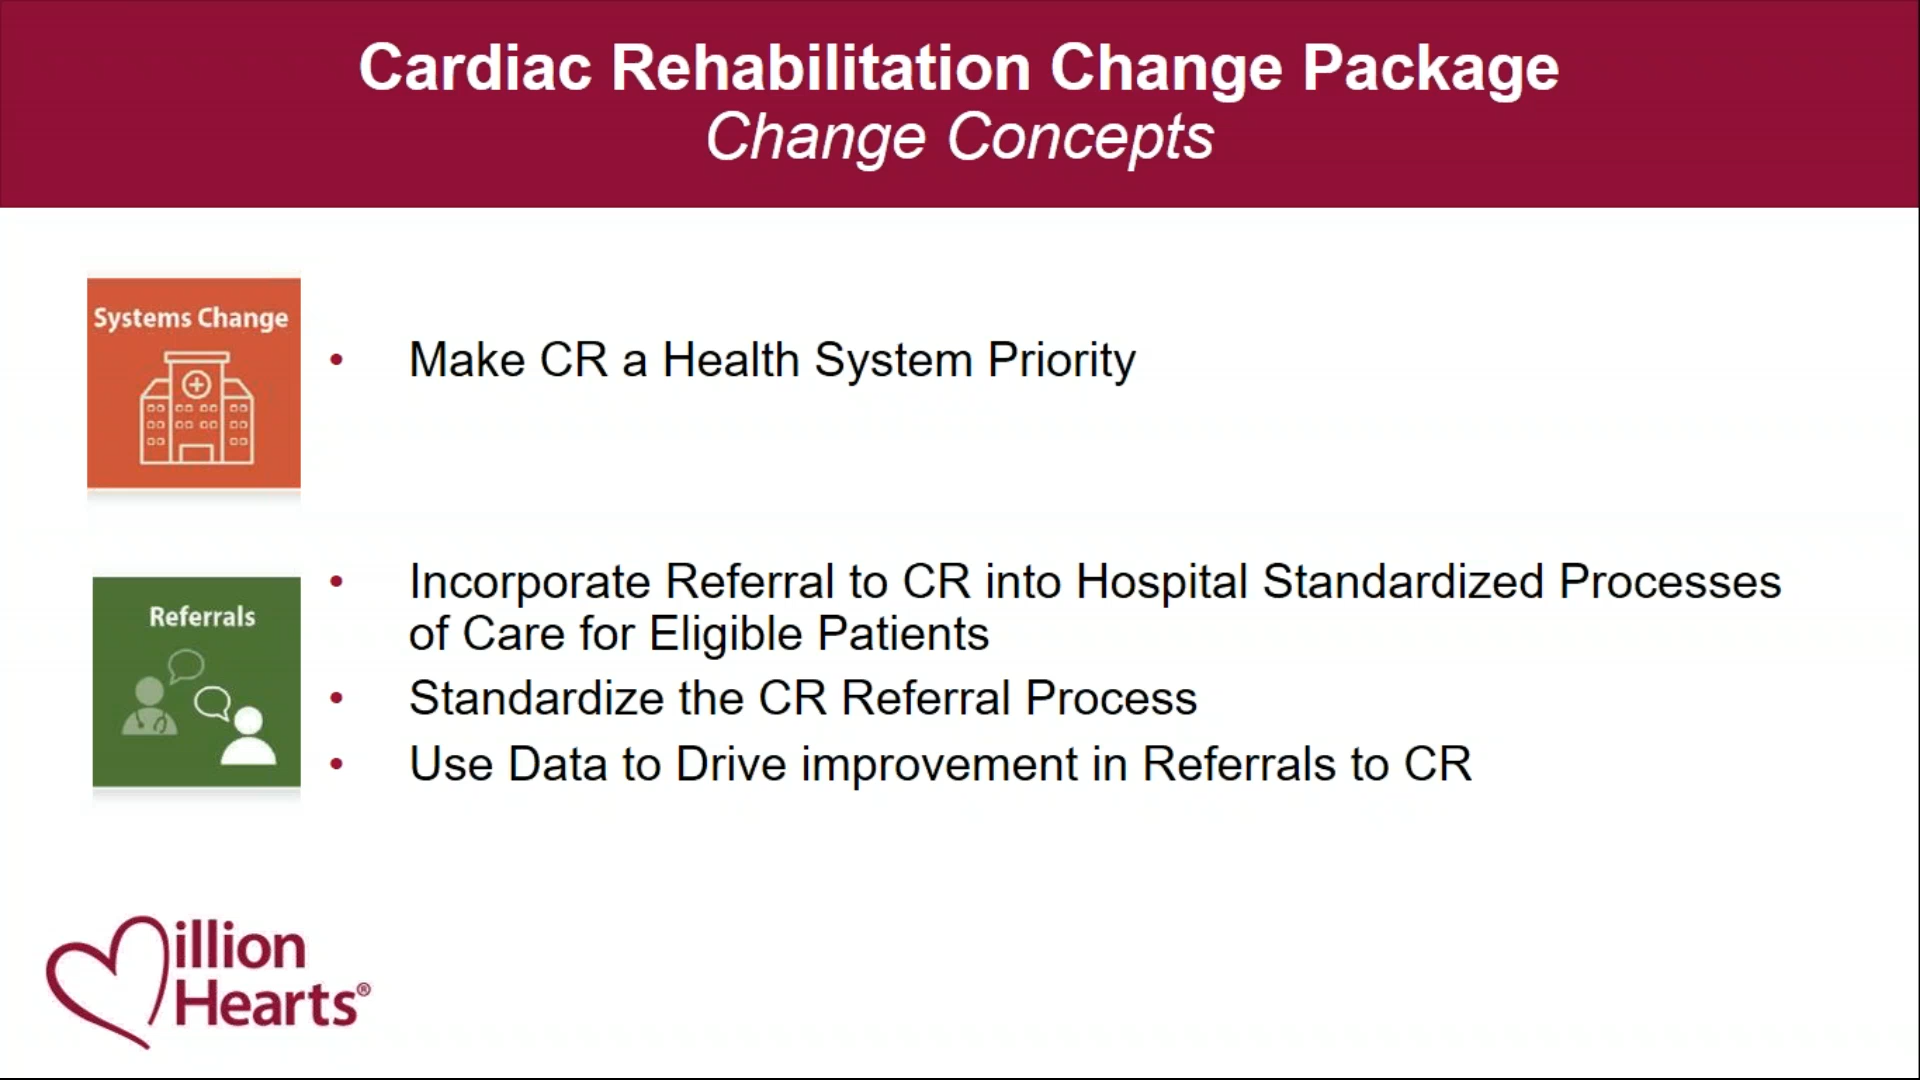 Cardiac Rehabilitation Change Package
Change Concepts
Systems Change
• Make CR a Health System Priority
Referrals
• Incorporate Referral to CR into Hospital Standardized Processes
of Care for Eligible Patients
• Standardize the CR Referral Process
• Use Data to Drive improvement in Referrals to CR
Million
Hearts®